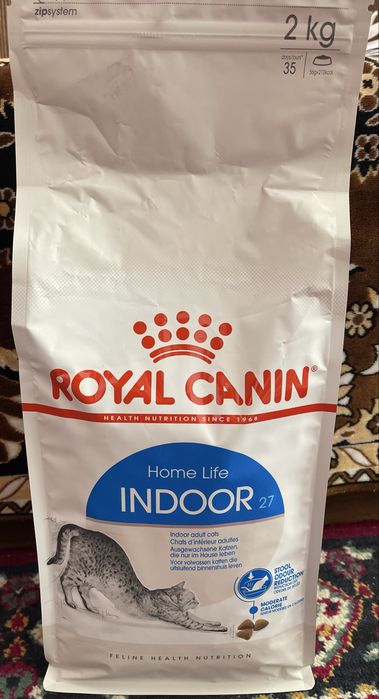 zipsystem
2 kg
days/jours*
35
ROYAL CANIN®
HEALTH NUTRITION SINCE 1968
Home Life
INDOOR 27
Indoor adult cats
Chats d'intérieur adultes
Ausgewachsene Katzen,
die nur im Hause leben
Voor volwassen katten die
uitsluitend binnenshuis leven
STOOL
ODOUR
REDUCTION
MODERATE
CALORIE
FELINE HEALTH NUTRITION